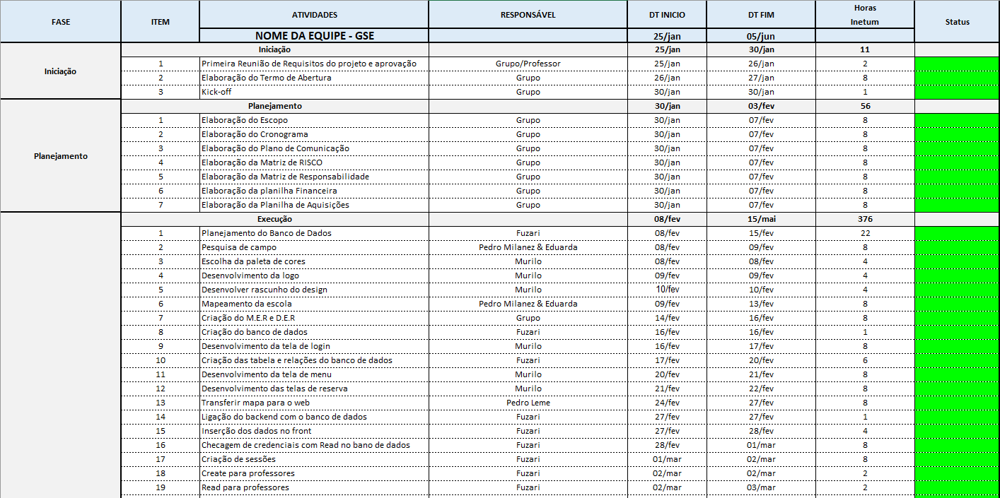 FASE ITEM ATIVIDADES RESPONSÁVEL DT INICIO DT FIM Horas Inetum Status
NOME DA EQUIPE - GSE 25/jan 05/jun
Iniciação 25/jan 30/jan 11
Iniciação
1 Primeira Reunião de Requisitos do projeto e aprovação Grupo/Professor 25/jan 26/jan 2
2 Elaboração do Termo de Abertura Grupo 26/jan 27/jan 8
3 Kick-off Grupo 30/jan 30/jan 1
Planejamento 30/jan 03/fev 56
Planejamento
1 Elaboração do Escopo Grupo 30/jan 07/fev 8
2 Elaboração do Cronograma Grupo 30/jan 07/fev 8
3 Elaboração do Plano de Comunicação Grupo 30/jan 07/fev 8
4 Elaboração da Matriz de RISCO Grupo 30/jan 07/fev 8
5 Elaboração da Matriz de Responsabilidade Grupo 30/jan 07/fev 8
6 Elaboração da planilha Financeira Grupo 30/jan 07/fev 8
7 Elaboração da Planilha de Aquisições Grupo 30/jan 07/fev 8
Execução 08/fev 15/mai 376
1 Planejamento do Banco de Dados Fuzari 08/fev 15/fev 22
2 Pesquisa de campo Pedro Milanez & Eduarda 08/fev 09/fev 8
3 Escolha da paleta de cores Murilo 08/fev 08/fev 4
4 Desenvolvimento da logo Murilo 09/fev 09/fev 4
5 Desenvolver rascunho do design Murilo 10/fev 10/fev 4
6 Mapeamento da escola Pedro Milanez & Eduarda 09/fev 13/fev 8
7 Criação do M.E.R e D.E.R Grupo 14/fev 16/fev 8
8 Criação do banco de dados Fuzari 16/fev 16/fev 1
9 Desenvolvimento da tela de login Murilo 16/fev 17/fev 8
10 Criação das tabela e relações do banco de dados Fuzari 17/fev 20/fev 6
11 Desenvolvimento da tela de menu Murilo 20/fev 21/fev 8
12 Desenvolvimento das telas de reserva Murilo 21/fev 22/fev 8
13 Transferir mapa para o web Pedro Leme 24/fev 27/fev 8
14 Ligação do backend com o banco de dados Fuzari 27/fev 27/fev 1
15 Inserção dos dados no front Fuzari 27/fev 28/fev 4
16 Checagem de credenciais com Read no bano de dados Fuzari 28/fev 01/mar 8
17 Criação de sessões Fuzari 01/mar 02/mar 8
18 Create para professores Fuzari 02/mar 02/mar 2
19 Read para professores Fuzari 02/mar 03/mar 2